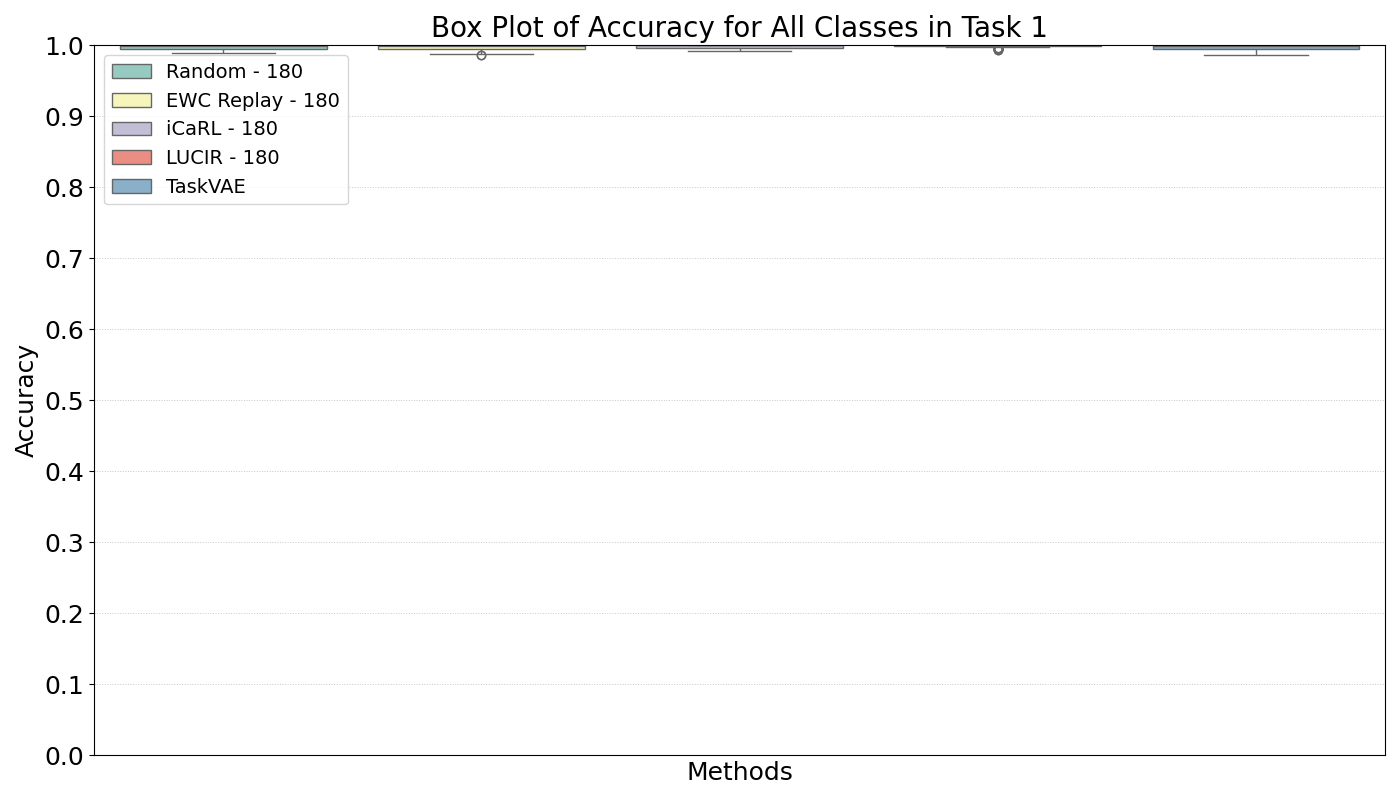 Box Plot of Accuracy for All Classes in Task 1
1.0
0.9
0.8
0.7
0.6
0.5
0.4
0.3
0.2
0.1
0.0
Accuracy
Random - 180
EWC Replay - 180
iCaRL - 180
LUCIR - 180
TaskVAE
Methods